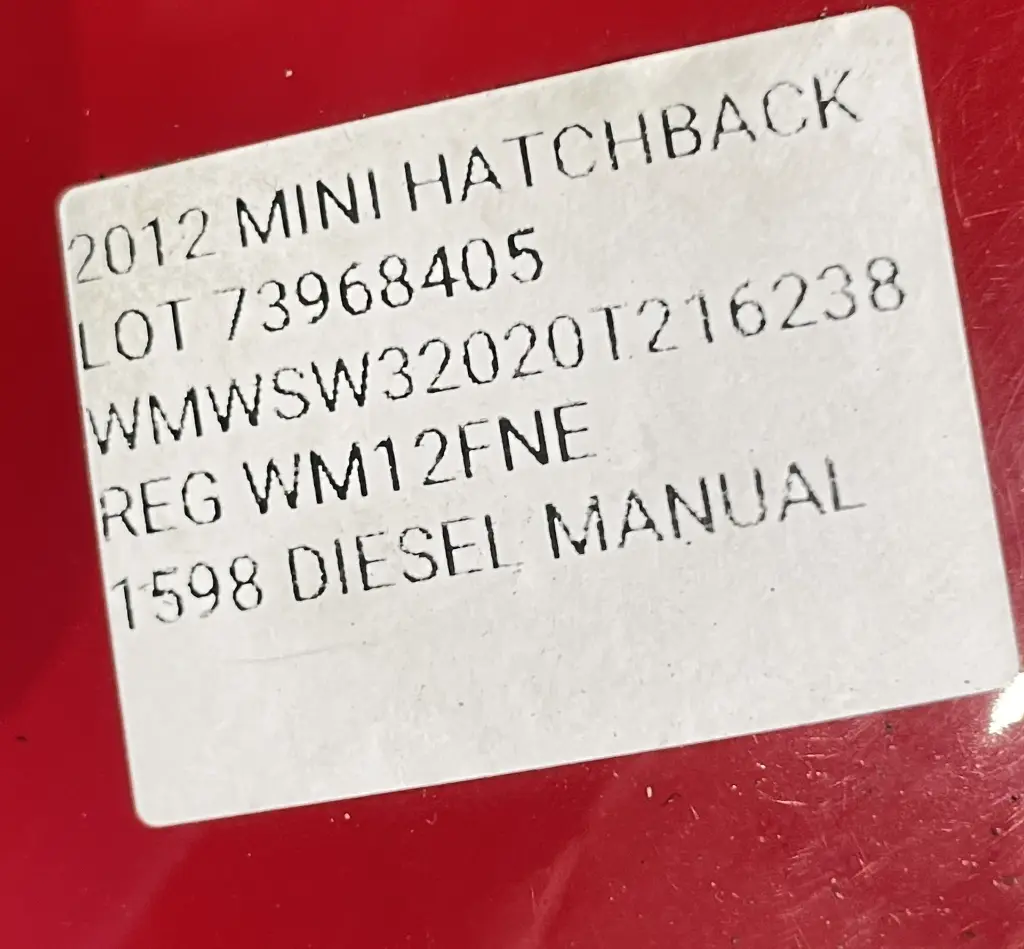 2012 MINI HATCHBACK
LOT 73968405
WMWSW32020T216238
REG WM12FNE
1598 DIESEL MANUAL